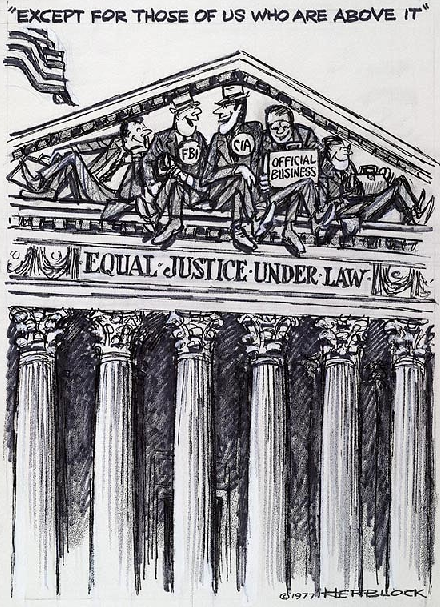 "EXCEPT FOR THOSE OF US WHO ARE ABOVE IT"
FBI
CIA
OFFICIAL
BUSINESS
EQUAL·JUSTICE·UNDER·LAW
©1977 HERBLOCK